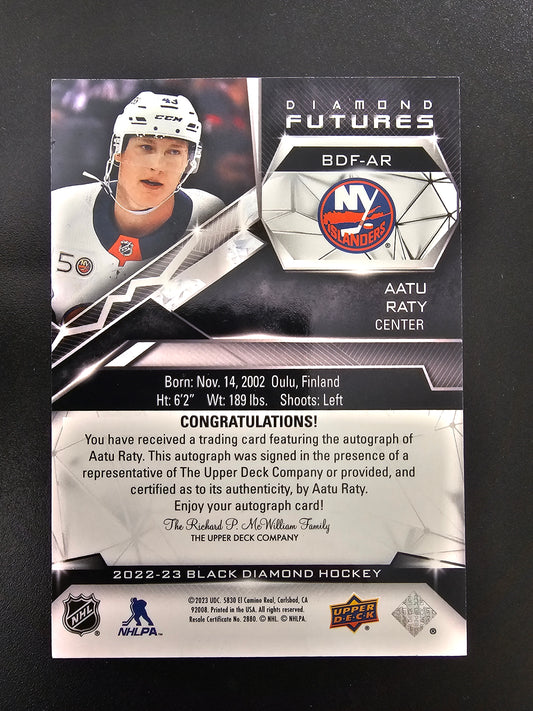 DIAMOND
FUTURES
BDF-AR
NY
ISLANDERS
®
AATU
RATY
CENTER
43
CCM
NHL
5
Born: Nov. 14, 2002 Oulu, Finland
Ht: 6'2" Wt: 189 lbs. Shoots: Left
CONGRATULATIONS!
You have received a trading card featuring the autograph of
Aatu Raty. This autograph was signed in the presence of a
representative of The Upper Deck Company or provided, and
certified as to its authenticity, by Aatu Raty.
Enjoy your autograph card!
The Richard P. McWilliam Family
THE UPPER DECK COMPANY
2022-23 BLACK DIAMOND HOCKEY
NHL
NHLPA
©2023 UDC. 5830 El Camino Real, Carlsbad, CA
92008. Printed in the USA. All rights reserved.
Resale Certificate No. 2880. © NHL. © NHLPA.
UPPER
DECK